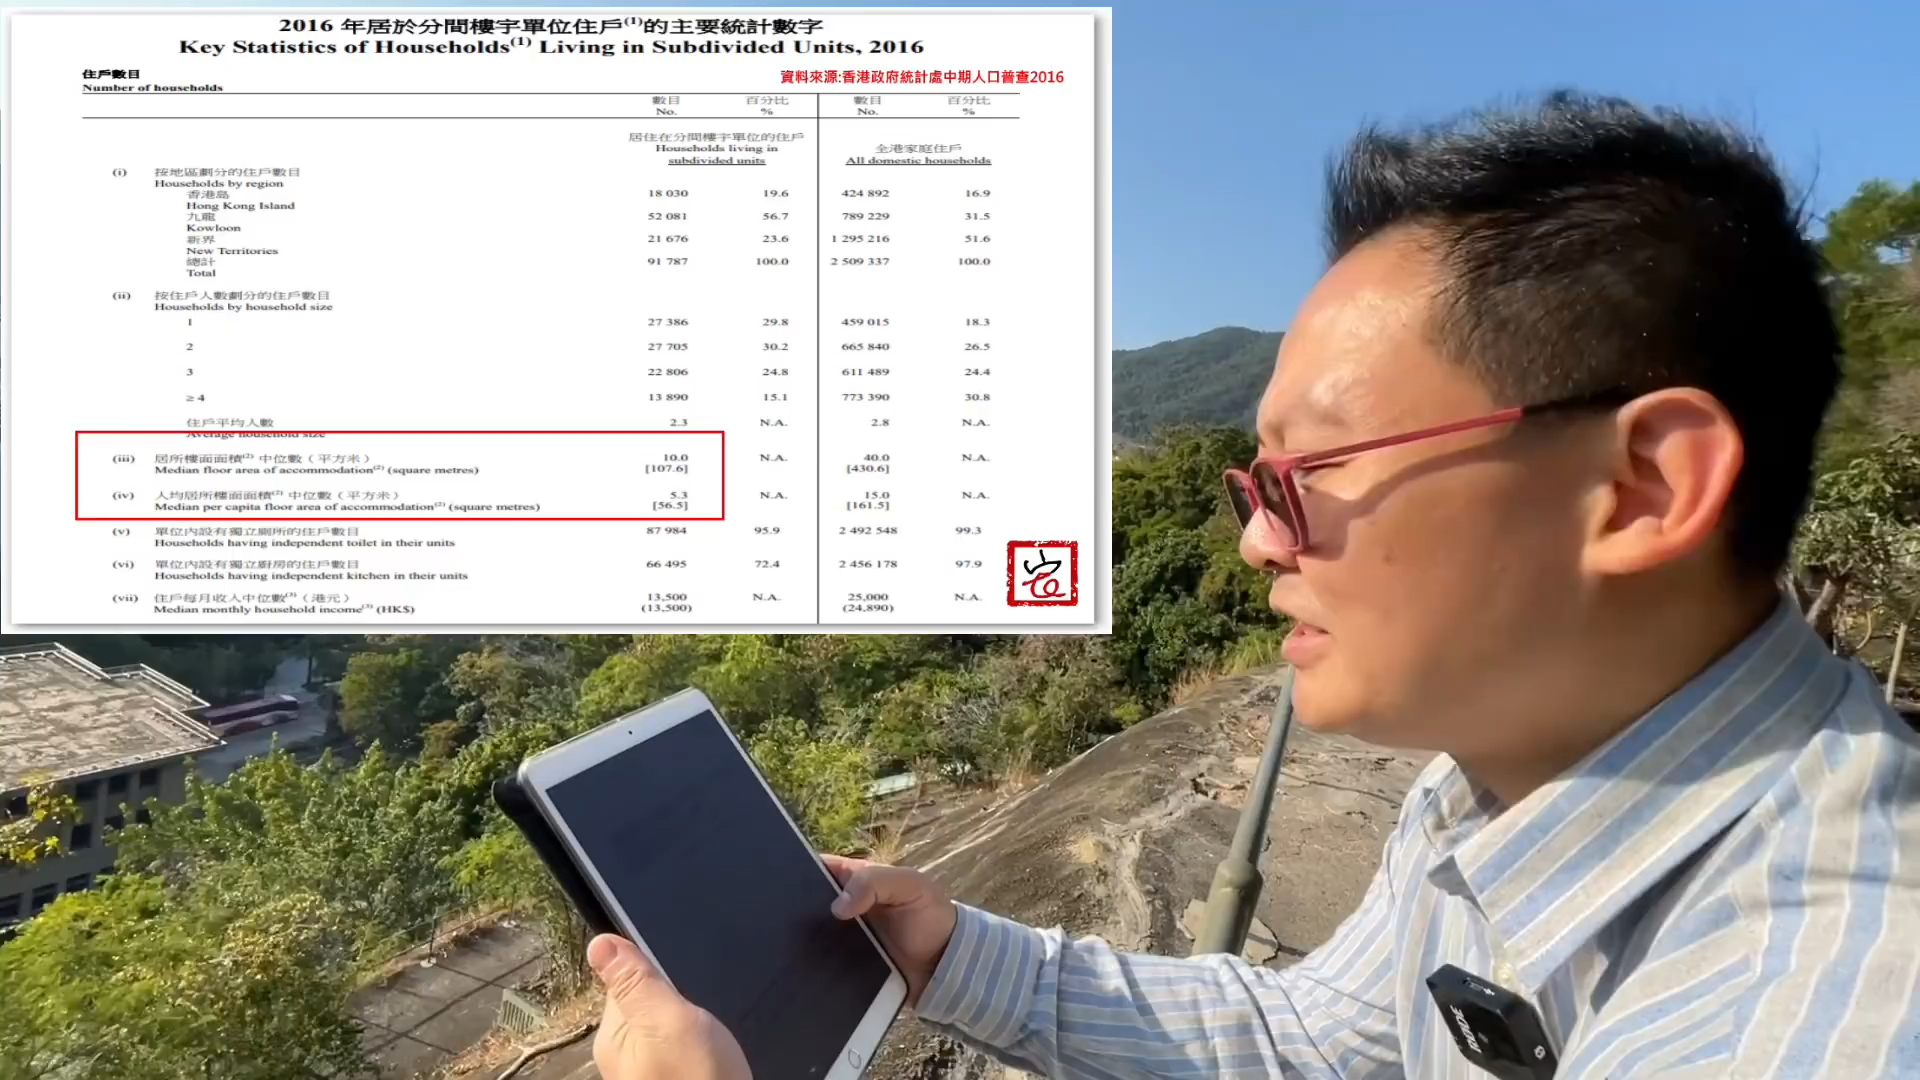 2016 年居於分間樓宇單位住戶(1)的主要統計數字
Key Statistics of Households(1) Living in Subdivided Units, 2016
資料來源:香港政府統計處中期人口普查2016
住戶數目
Number of households
數目 百分比 數目 百分比
No. % No. %
居住在分間樓宇單位的住戶 全港家庭住戶
Households living in subdivided units All domestic households
(i) 按地區劃分的住戶數目
Households by region
香港島 18 030 19.6 424 892 16.9
Hong Kong Island
九龍 52 081 56.7 789 229 31.5
Kowloon
新界 21 676 23.6 1 295 216 51.6
New Territories
總計 91 787 100.0 2 509 337 100.0
Total
(ii) 按住戶人數劃分的住戶數目
Households by household size
1 27 386 29.8 459 015 18.3
2 27 705 30.2 665 840 26.5
3 22 806 24.8 611 489 24.4
≥ 4 13 890 15.1 773 390 30.8
住戶平均人數 2.3 N.A. 2.8 N.A.
Average household size
(iii) 居所樓面面積(2) 中位數（平方米） 10.0 N.A. 40.0 N.A.
Median floor area of accommodation(2) (square metres) [107.6] [430.6]
(iv) 人均居所樓面面積(2) 中位數（平方米） 5.3 N.A. 15.0 N.A.
Median per capita floor area of accommodation(2) (square metres) [56.5] [161.5]
(v) 單位內設有獨立廁所的住戶數目 87 984 95.9 2 492 548 99.3
Households having independent toilet in their units
(vi) 單位內設有獨立廚房的住戶數目 66 495 72.4 2 456 178 97.9
Households having independent kitchen in their units
(vii) 住戶每月收入中位數(3)（港元） 13,500 N.A. 25,000 N.A.
Median monthly household income(3) (HK$) (13,500) (24,890)
RODE